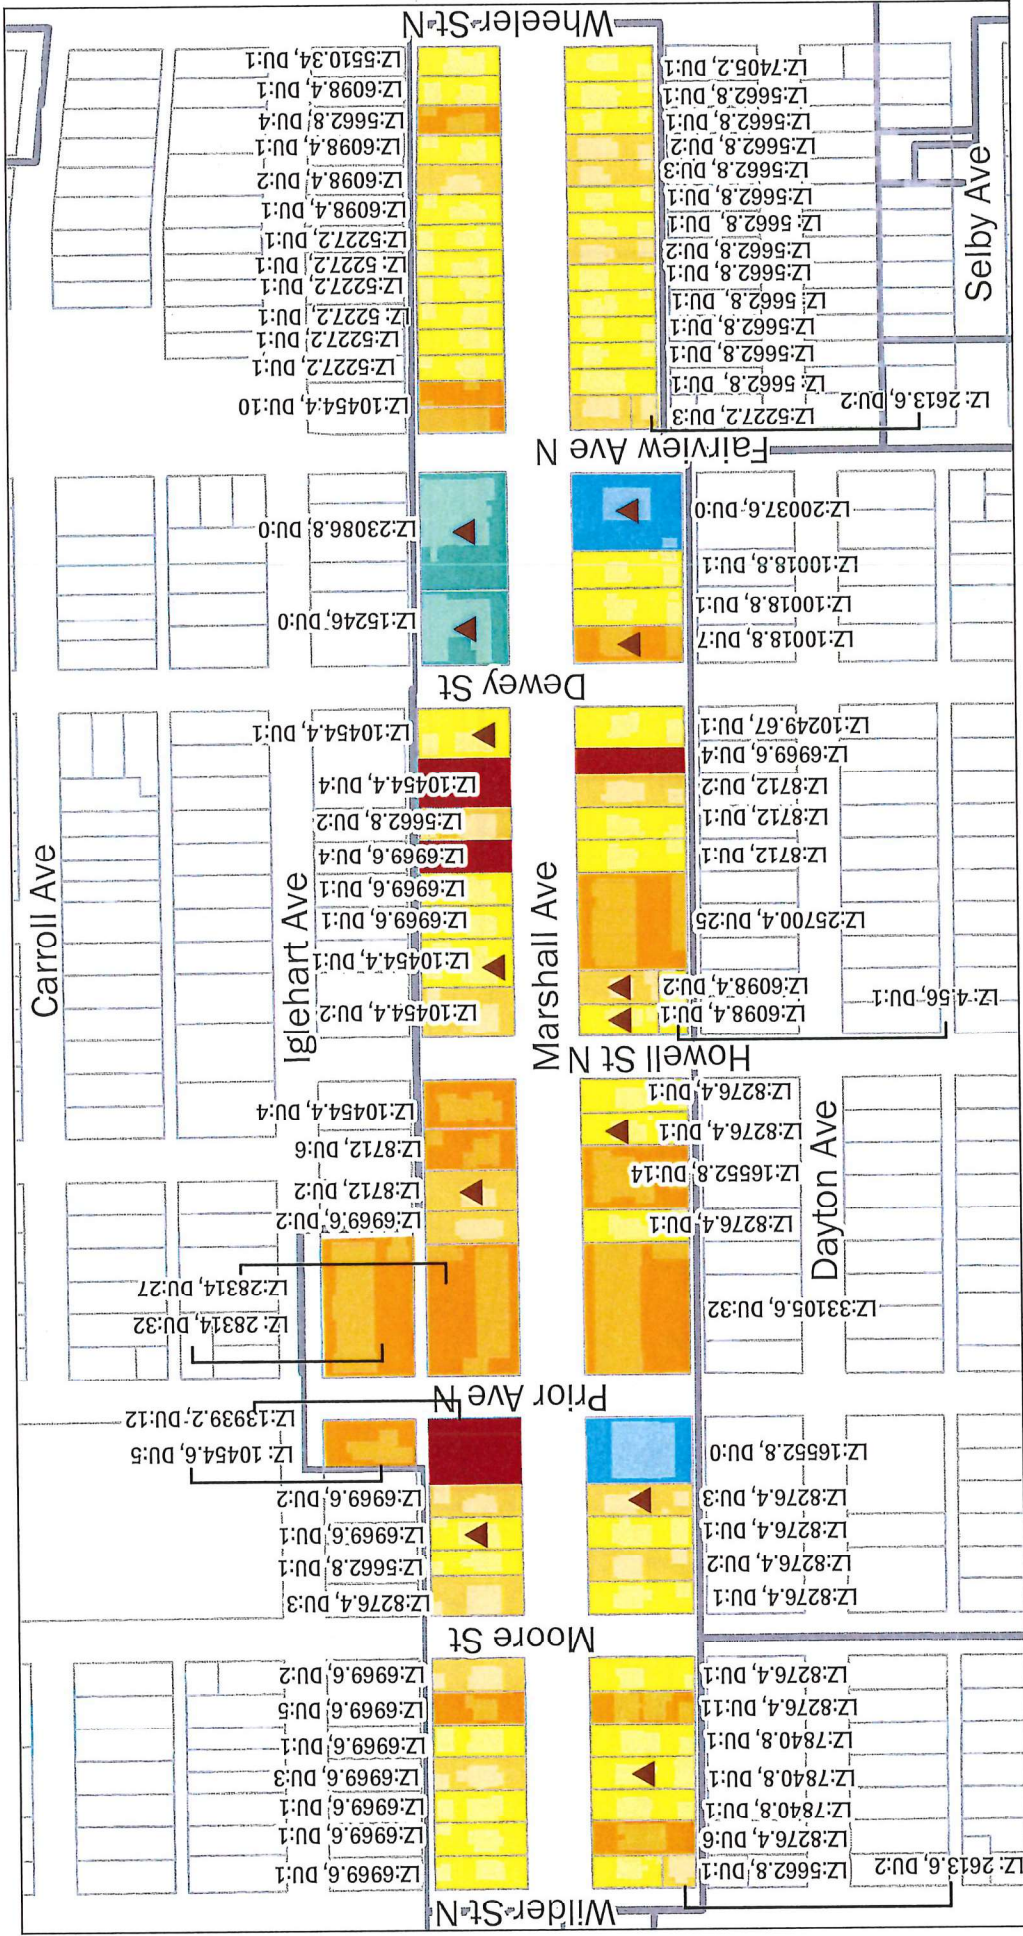 Wilder St N
LZ: 2613.6, DU:2
LZ:5662.8, DU:1
LZ:8276.4, DU:6
LZ:7840.8, DU:1
LZ:7840.8, DU:1
LZ:7840.8, DU:1
LZ:8276.4, DU:11
LZ:8276.4, DU:1
LZ:6969.6, DU:1
LZ:6969.6, DU:1
LZ:6969.6, DU:1
LZ:6969.6, DU:3
LZ:6969.6, DU:1
LZ:6969.6, DU:5
LZ:6969.6, DU:2
Moore St
LZ:8276.4, DU:1
LZ:8276.4, DU:2
LZ:8276.4, DU:1
LZ:8276.4, DU:3
LZ:16552.8, DU:0
LZ:8276.4, DU:3
LZ:5662.8, DU:1
LZ:6969.6, DU:1
LZ:6969.6, DU:2
LZ: 10454.6, DU:5
LZ:13939.2, DU:12
Prior Ave N
LZ:33105.6, DU:32
LZ:8276.4, DU:1
LZ:16552.8, DU:14
LZ:8276.4, DU:1
LZ:8276.4, DU:1
LZ: 28314, DU:32
LZ:28314, DU:27
LZ:6969.6, DU:2
LZ:8712, DU:2
LZ:8712, DU:6
LZ:10454.4, DU:4
Dayton Ave
Howell St N
Marshall Ave
Iglehart Ave
Carroll Ave
LZ:456, DU:1
LZ:6098.4, DU:1
LZ:6098.4, DU:2
LZ:25700.4, DU:25
LZ:8712, DU:1
LZ:8712, DU:1
LZ:8712, DU:2
LZ:6969.6, DU:4
LZ:10249.67, DU:1
LZ:10454.4, DU:2
LZ:10454.4, DU:1
LZ:6969.6, DU:1
LZ:6969.6, DU:1
LZ:6969.6, DU:4
LZ:5662.8, DU:2
LZ:10454.4, DU:4
LZ:10454.4, DU:1
Dewey St
LZ:10018.8, DU:7
LZ:10018.8, DU:1
LZ:10018.8, DU:1
LZ:20037.6, DU:0
LZ:15246, DU:0
LZ:23086.8, DU:0
Fairview Ave N
LZ: 2613.6, DU:2
LZ:5227.2, DU:3
LZ: 5662.8, DU:1
LZ:5662.8, DU:1
LZ:5662.8, DU:1
LZ: 5662.8, DU:1
LZ:5662.8, DU:1
LZ:5662.8, DU:2
LZ: 5662.8, DU:1
LZ:5662.8, DU:1
LZ:5662.8, DU:3
LZ:5662.8, DU:2
LZ:5662.8, DU:1
LZ:5662.8, DU:1
LZ:7405.2, DU:1
LZ:10454.4, DU:10
LZ:5227.2, DU:1
LZ:5227.2, DU:1
LZ: 5227.2, DU:1
LZ:5227.2, DU:1
LZ: 5227.2, DU:1
LZ:5227.2, DU:1
LZ:6098.4, DU:1
LZ:6098.4, DU:2
LZ:6098.4, DU:1
LZ:5662.8, DU:4
LZ:6098.4, DU:1
LZ:5510.34, DU:1
Selby Ave
Wheeler St N